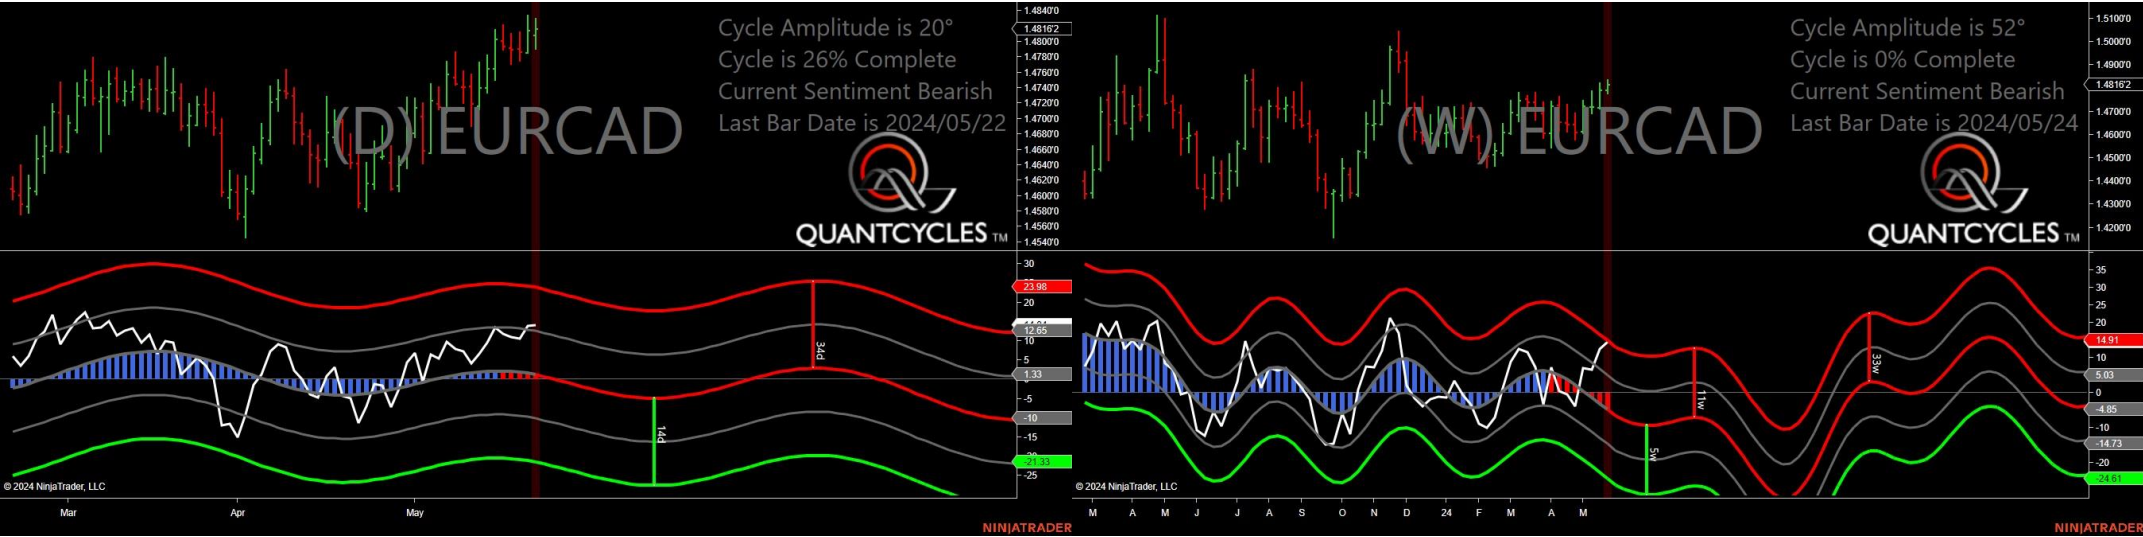 Cycle Amplitude is 20°
Cycle is 26% Complete
Current Sentiment Bearish
Last Bar Date is 2024/05/22
(D) EURCAD
QUANTCYCLES TM
1.4840'0
1.4816'2
1.4800'0
1.4780'0
1.4760'0
1.4740'0
1.4720'0
1.4700'0
1.4680'0
1.4660'0
1.4640'0
1.4620'0
1.4600'0
1.4580'0
1.4560'0
1.4540'0
30
23.98
20
12.65
10
5
1.33
-5
-10
-15
-21.33
-25
34d
14d
© 2024 NinjaTrader, LLC
Mar
Apr
May
NINJATRADER
Cycle Amplitude is 52°
Cycle is 0% Complete
Current Sentiment Bearish
Last Bar Date is 2024/05/24
(W) EURCAD
QUANTCYCLES TM
1.5100'0
1.5000'0
1.4900'0
1.4816'2
1.4700'0
1.4600'0
1.4500'0
1.4400'0
1.4300'0
1.4200'0
35
30
25
20
14.91
10
5.03
0
-4.85
-10
-14.73
-20
-24.61
11w
33w
5w
© 2024 NinjaTrader, LLC
M A M J J A S O N D 24 F M A M
NINJATRADER